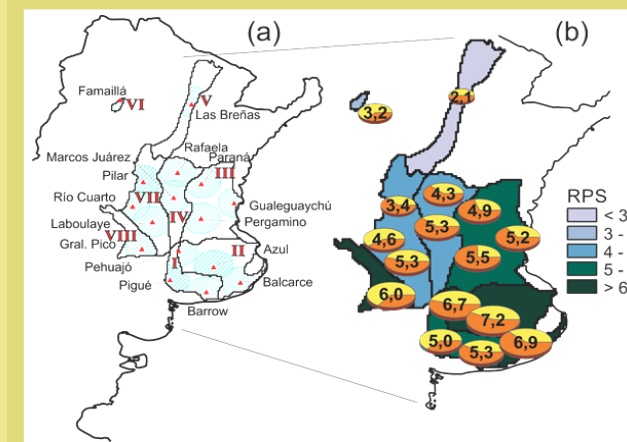 (a)
Famaillá
VI
V
Las Breñas
Marcos Juárez
Rafaela
Paraná
Pilar
III
Río Cuarto
VII
Gualeguaychú
IV
Pergamino
Laboulaye
VIII
Gral. Pico
II
Azul
Pehuajó
I
Pigüé
Balcarce
Barrow
(b)
2,1
3,2
RPS
< 3
3 -
4 -
5 -
> 6
4,3
3,4
4,9
5,3
5,2
4,6
5,3
5,5
6,0
6,7
7,2
5,0
5,3
6,9